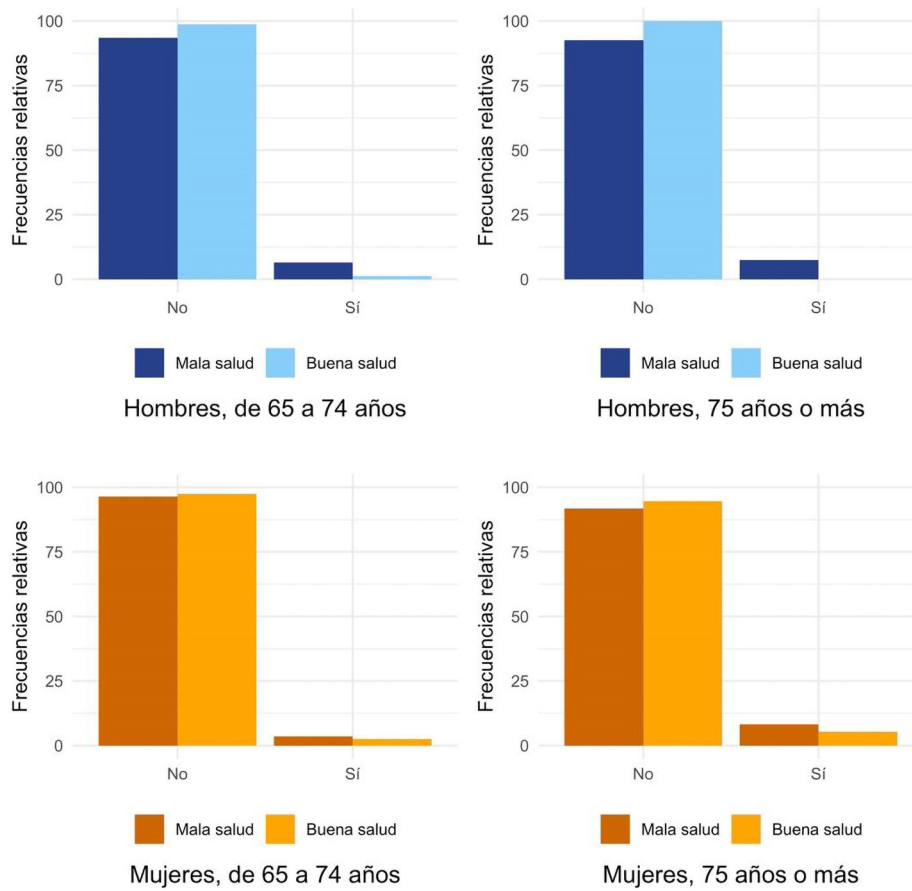 Frecuencias relativas
100
75
50
25
0
No
Sí
Mala salud
Buena salud
Hombres, de 65 a 74 años
Frecuencias relativas
100
75
50
25
0
No
Sí
Mala salud
Buena salud
Hombres, 75 años o más
Frecuencias relativas
100
75
50
25
0
No
Sí
Mala salud
Buena salud
Mujeres, de 65 a 74 años
Frecuencias relativas
100
75
50
25
0
No
Sí
Mala salud
Buena salud
Mujeres, 75 años o más